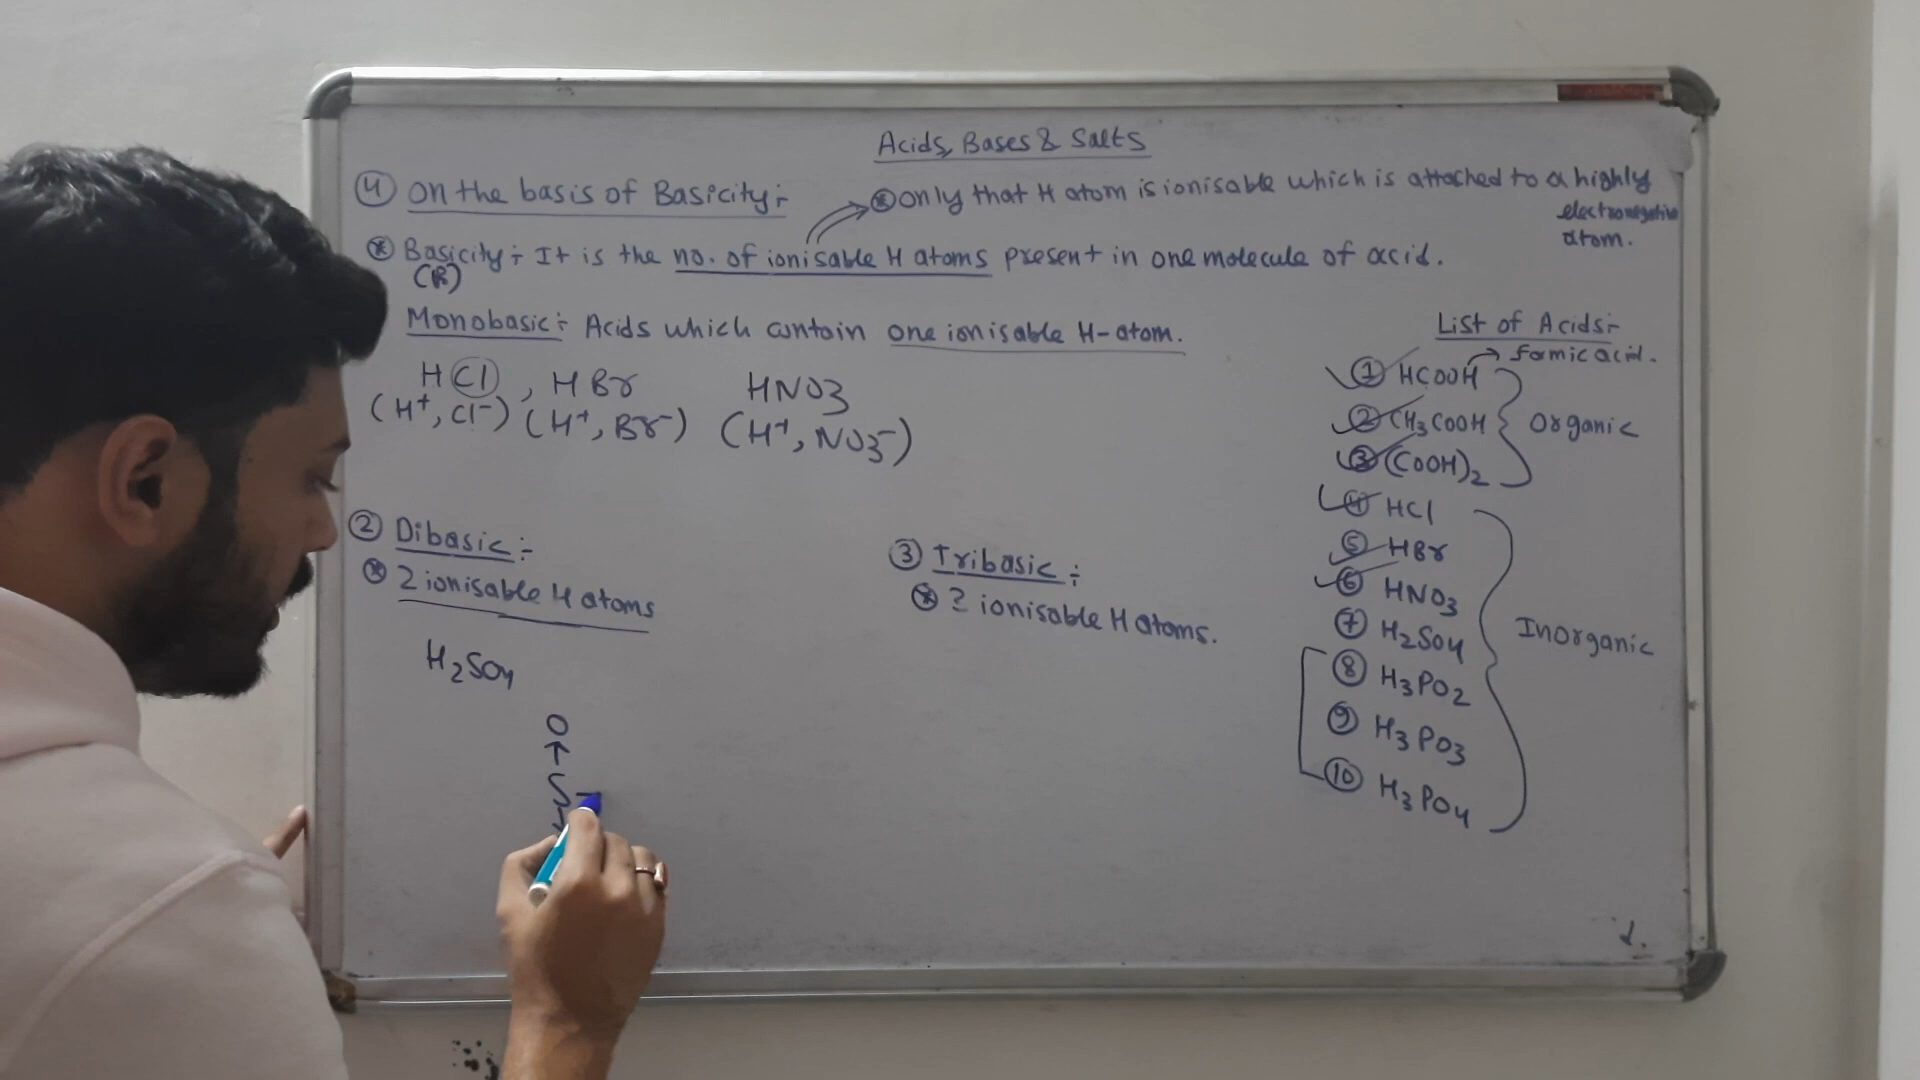 Acids, Bases & Salts
④ On the basis of Basicity :-
⊛ only that H atom is ionisable which is attached to a highly
electronegative
atom.
⊛ Basicity :- It is the no. of ionisable H atoms present in one molecule of acid.
Monobasic :- Acids which contain one ionisable H-atom.
HCl , HBr HNO3
(H⁺, Cl⁻) (H⁺, Br⁻) (H⁺, NO3⁻)
② Dibasic :-
⊛ 2 ionisable H atoms
H2SO4
O
↑
S
③ Tribasic :-
⊛ 3 ionisable H atoms.
List of Acids :-
→ formic acid.
① HCOOH
② CH3COOH
③ (COOH)2
Organic
④ HCl
⑤ HBr
⑥ HNO3
⑦ H2SO4
⑧ H3PO2
⑨ H3PO3
⑩ H3PO4
Inorganic